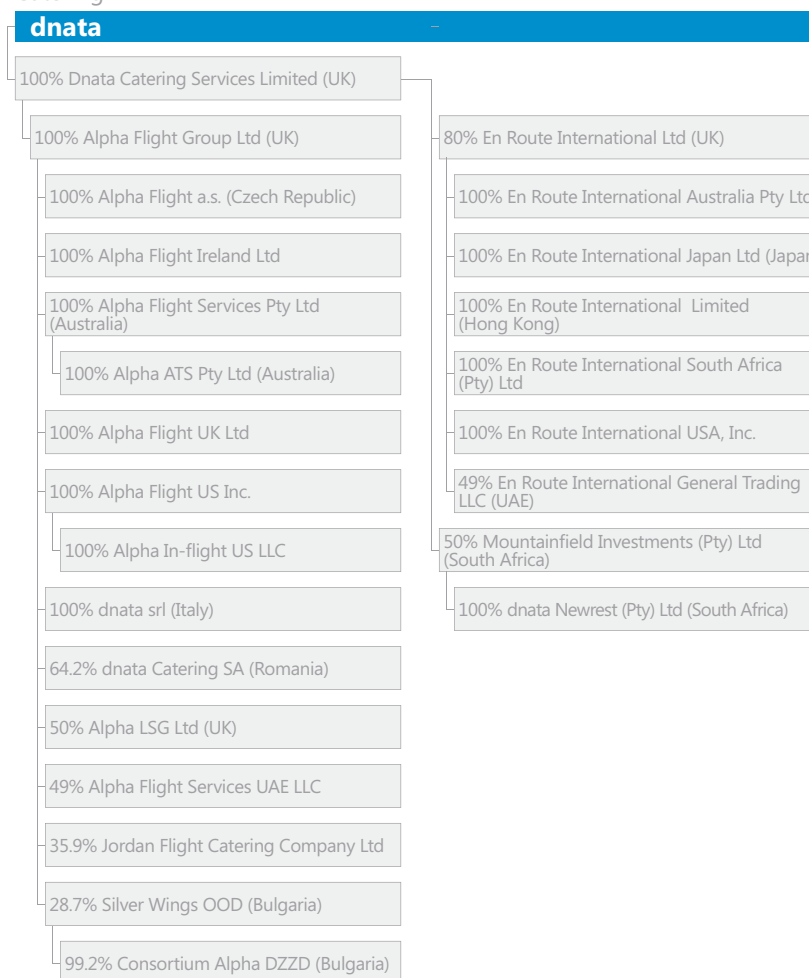 dnata
100% Dnata Catering Services Limited (UK)
100% Alpha Flight Group Ltd (UK)
100% Alpha Flight a.s. (Czech Republic)
100% Alpha Flight Ireland Ltd
100% Alpha Flight Services Pty Ltd
(Australia)
100% Alpha ATS Pty Ltd (Australia)
100% Alpha Flight UK Ltd
100% Alpha Flight US Inc.
100% Alpha In-flight US LLC
100% dnata srl (Italy)
64.2% dnata Catering SA (Romania)
50% Alpha LSG Ltd (UK)
49% Alpha Flight Services UAE LLC
35.9% Jordan Flight Catering Company Ltd
28.7% Silver Wings OOD (Bulgaria)
99.2% Consortium Alpha DZZD (Bulgaria)
80% En Route International Ltd (UK)
100% En Route International Australia Pty Ltd
100% En Route International Japan Ltd (Japan
100% En Route International Limited
(Hong Kong)
100% En Route International South Africa
(Pty) Ltd
100% En Route International USA, Inc.
49% En Route International General Trading
LLC (UAE)
50% Mountainfield Investments (Pty) Ltd
(South Africa)
100% dnata Newrest (Pty) Ltd (South Africa)